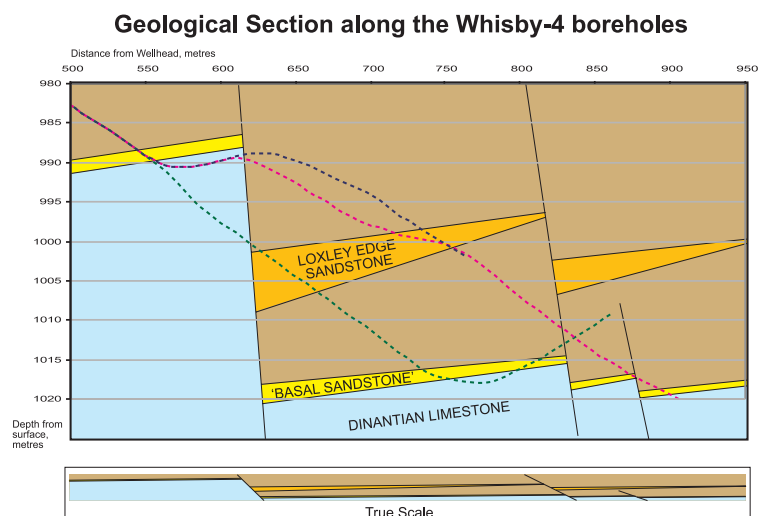 Geological Section along the Whisby-4 boreholes
Distance from Wellhead, metres
500 550 600 650 700 750 800 850 900 950
980
985
990
995
1000
1005
1010
1015
1020
LOXLEY EDGE
SANDSTONE
'BASAL SANDSTONE'
DINANTIAN LIMESTONE
Depth from
surface,
metres
True Scale